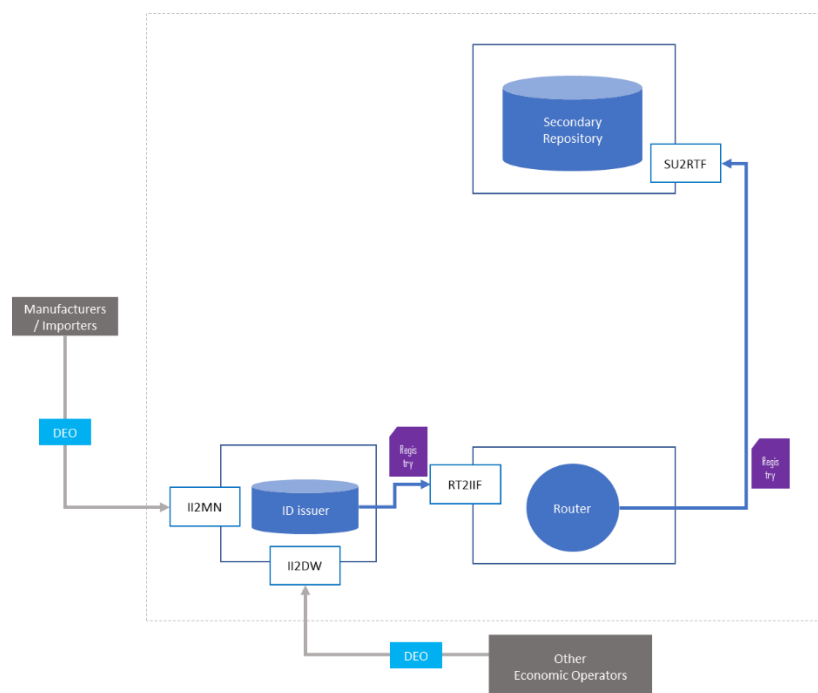 Secondary
Repository
SU2RTF
Manufacturers
/ Importers
DEO
Regis
try
Regis
try
II2MN
ID issuer
RT2IIF
Router
II2DW
DEO
Other
Economic Operators